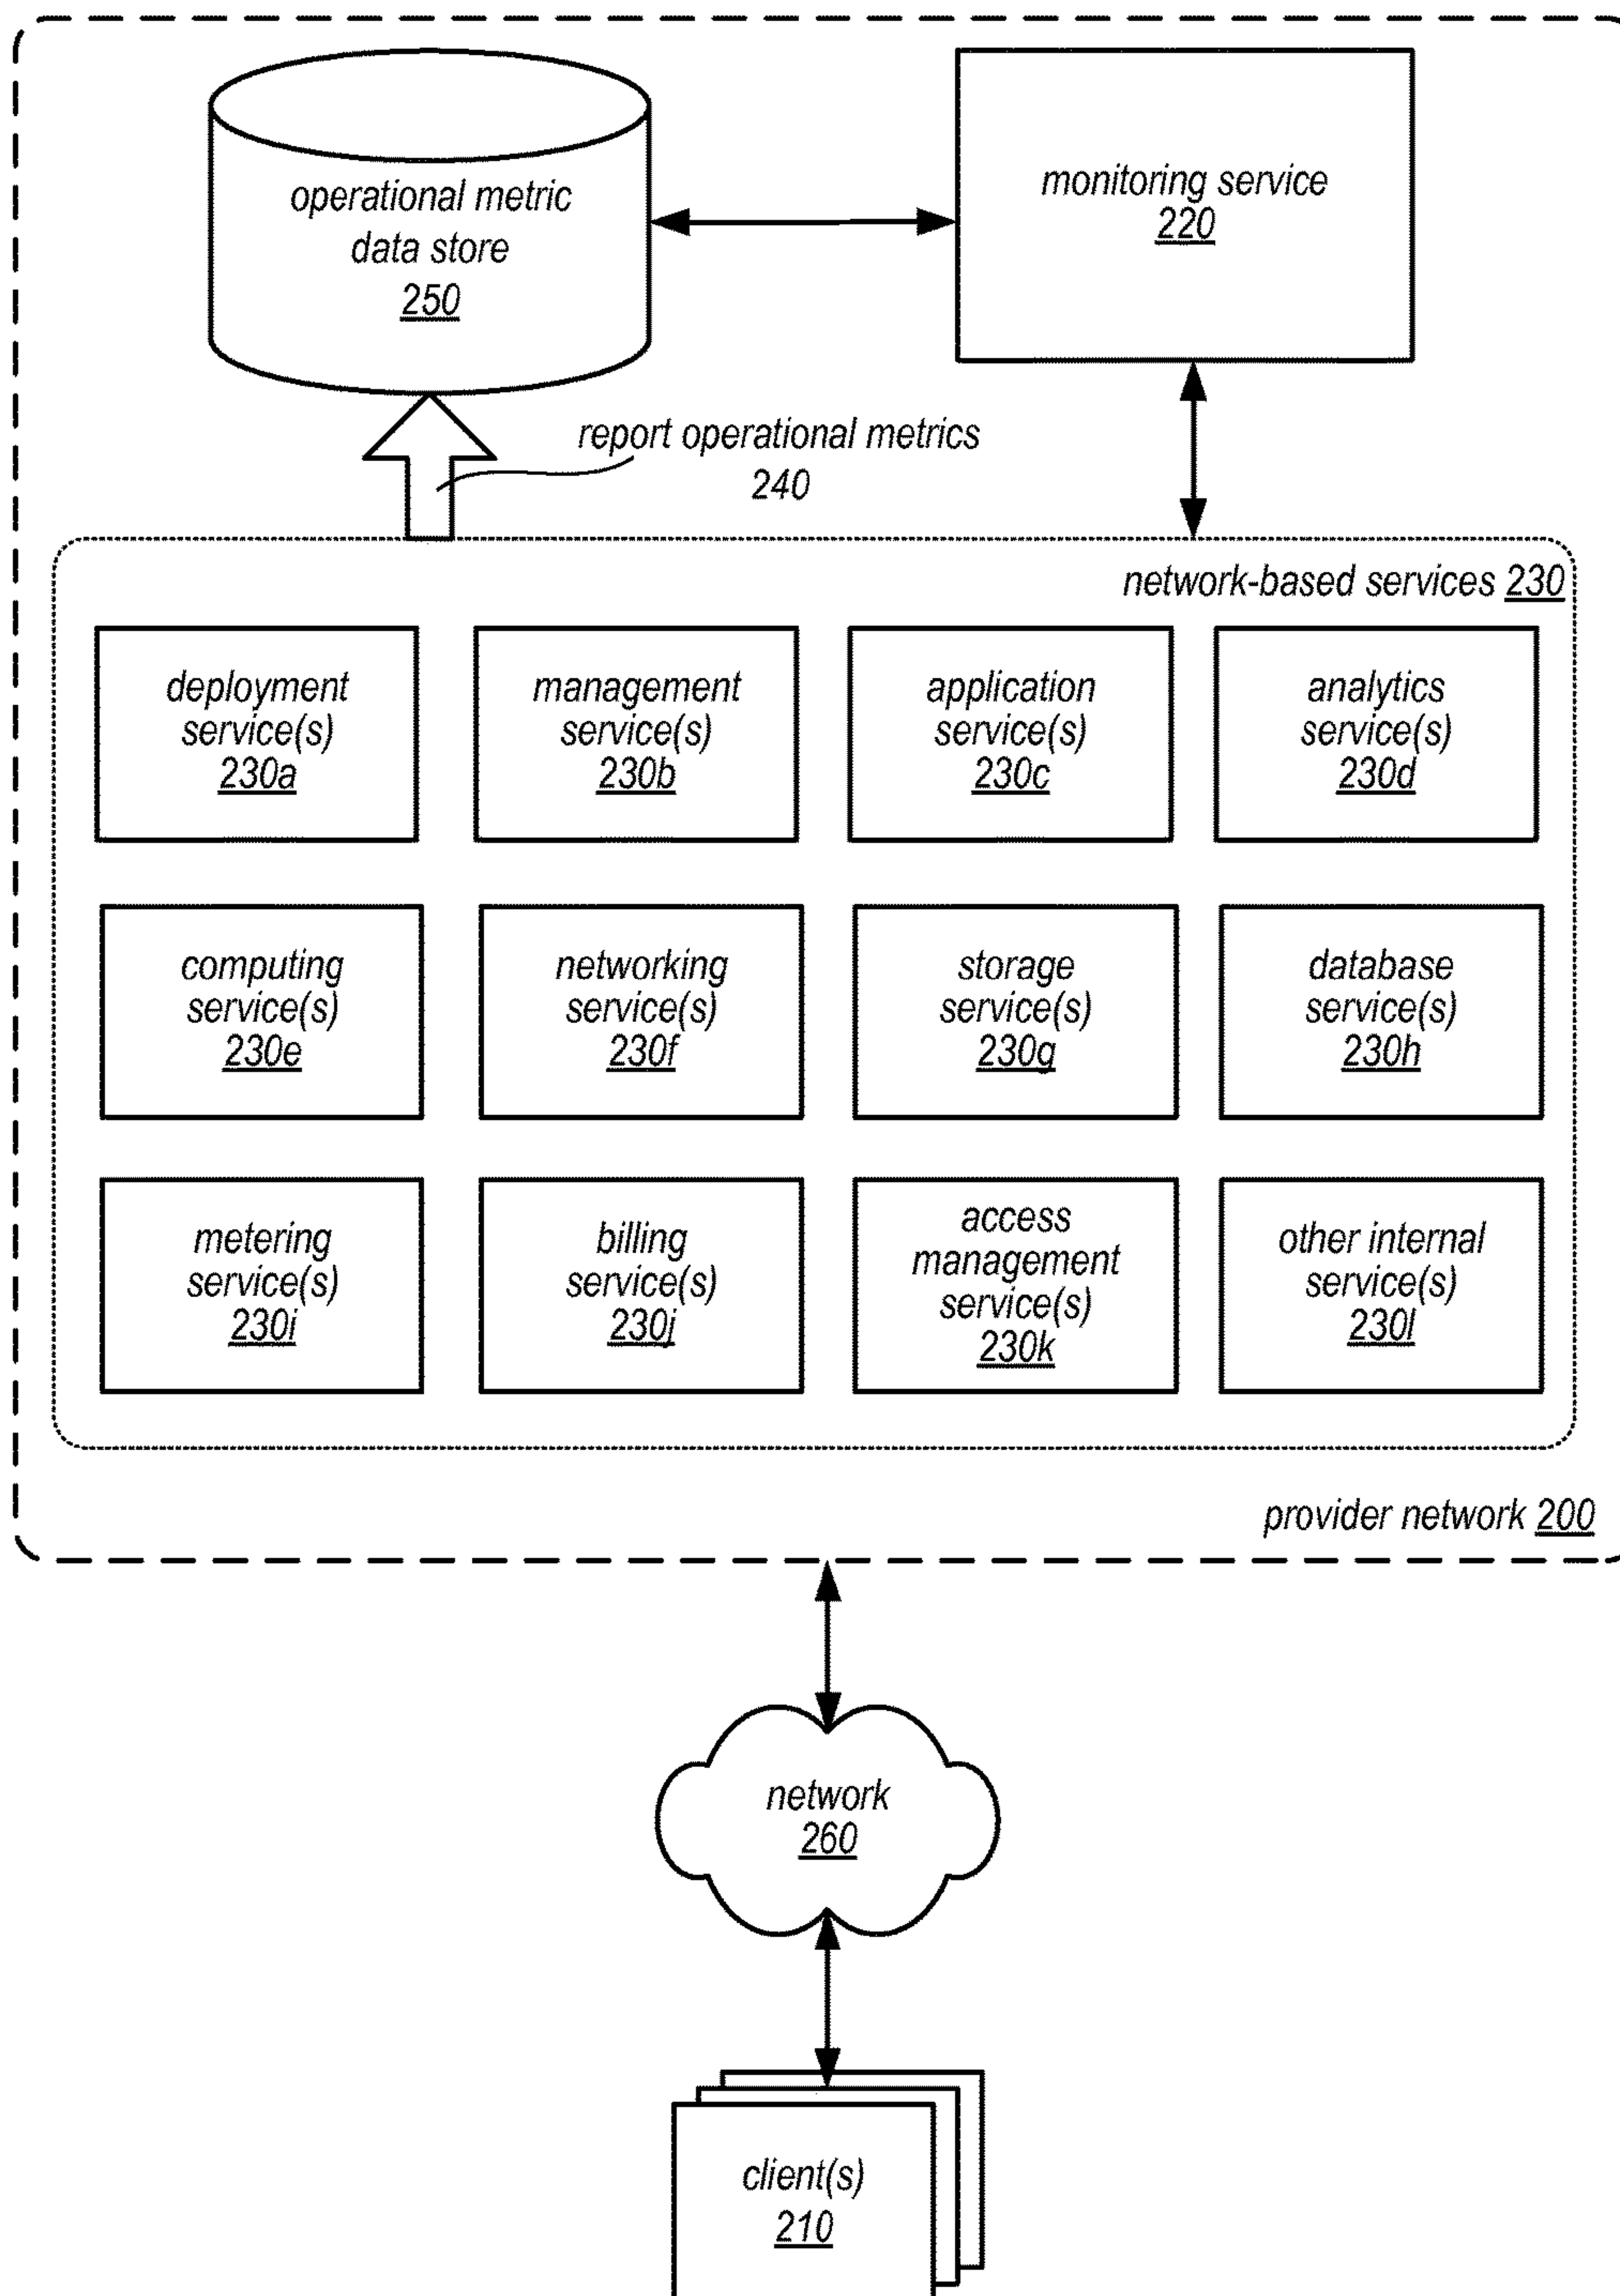 operational metric
data store
250
monitoring service
220
report operational metrics
240
network-based services 230
deployment
service(s)
230a
management
service(s)
230b
application
service(s)
230c
analytics
service(s)
230d
computing
service(s)
230e
networking
service(s)
230f
storage
service(s)
230g
database
service(s)
230h
metering
service(s)
230i
billing
service(s)
230j
access
management
service(s)
230k
other internal
service(s)
230l
provider network 200
network
260
client(s)
210